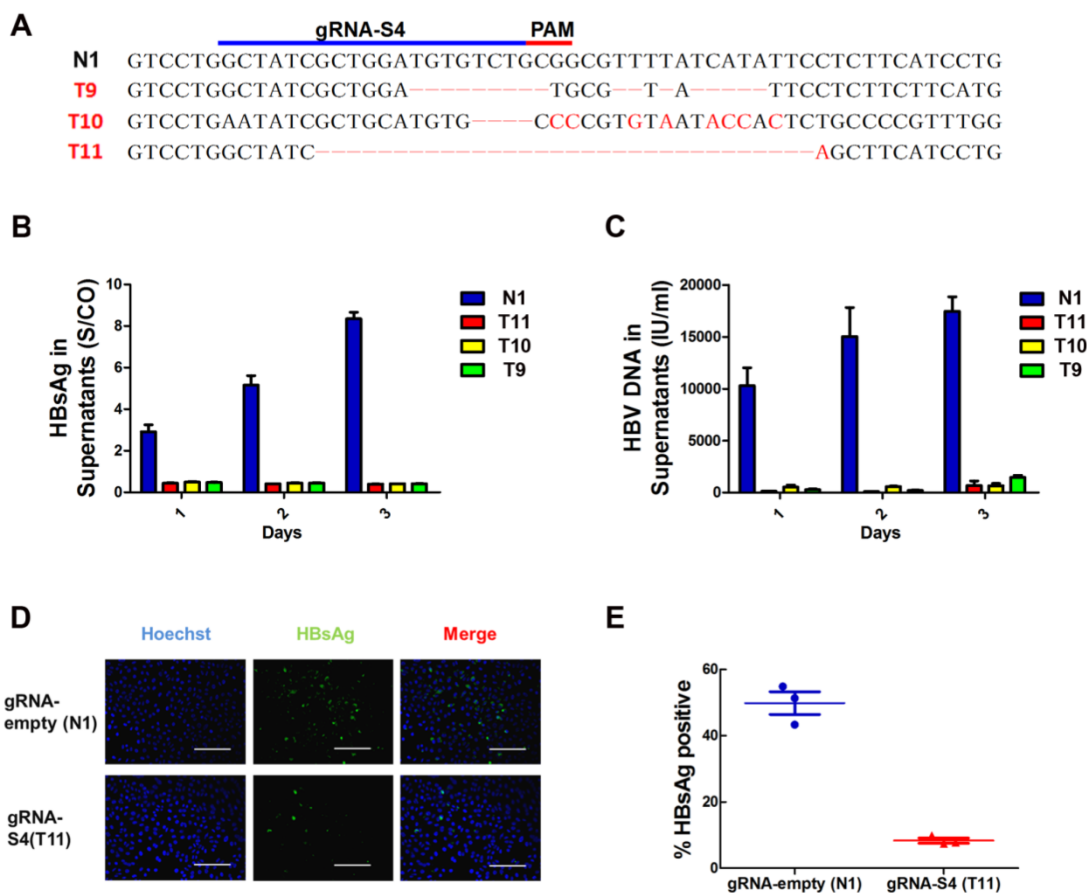 A
gRNA-S4 PAM
N1 GTCCTGGCTATCGCTGGATGTGTCTGCGGCGTTTTATCATATTCCTCTTCATCCTG
T9 GTCCTGGCTATCGCTGGA---------TGCG--T-A-----TTCCTCTTCTTCATG
T10 GTCCTGAATATCGCTGCATGTG----CCCCGTGTAATACCACTCTGCCCCGTTTGG
T11 GTCCTGGCTATC--------------------------------AGCTTCATCCTG
B
HBsAg in
Supernatants (S/CO)
10
8
6
4
2
0
1 2 3
Days
N1
T11
T10
T9
C
HBV DNA in
Supernatants (IU/ml)
20000
15000
10000
5000
0
1 2 3
Days
N1
T11
T10
T9
D
Hoechst HBsAg Merge
gRNA-
empty (N1)
gRNA-
S4(T11)
E
% HBsAg positive
60
40
20
0
gRNA-empty (N1) gRNA-S4 (T11)